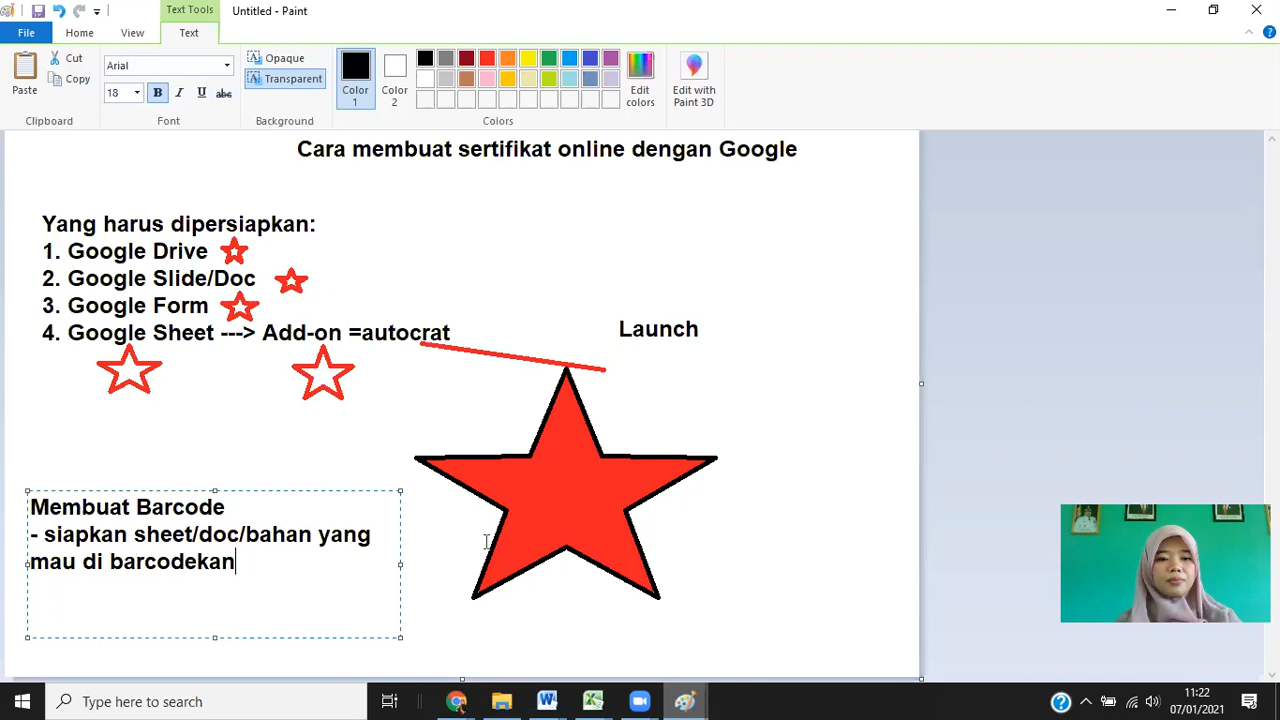 Text Tools
Untitled - Paint
File
Home
View
Text
Paste
Cut
Copy
Clipboard
Arial
18
B
I
U
abc
Font
Opaque
Transparent
Background
Color 1
Color 2
Edit colors
Colors
Edit with Paint 3D
Cara membuat sertifikat online dengan Google
Yang harus dipersiapkan:
1. Google Drive
2. Google Slide/Doc
3. Google Form
4. Google Sheet ---> Add-on =autocrat
Launch
Membuat Barcode
- siapkan sheet/doc/bahan yang
mau di barcodekan
Type here to search
11:22
07/01/2021